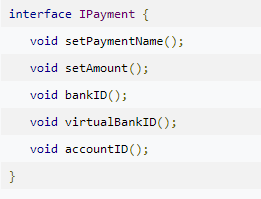 interface IPayment {
void setPaymentName();
void setAmount();
void bankID();
void virtualBankID();
void accountID();
}